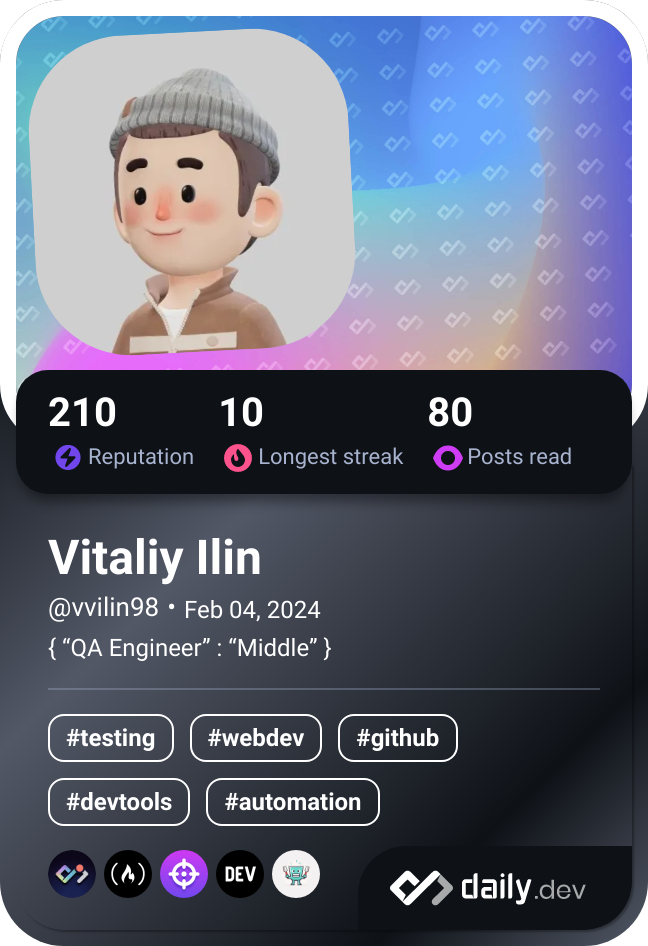 210 10 80
Reputation Longest streak Posts read
Vitaliy Ilin
@vvilin98 • Feb 04, 2024
{ “QA Engineer” : “Middle” }
#testing #webdev #github
#devtools #automation
DEV
daily.dev